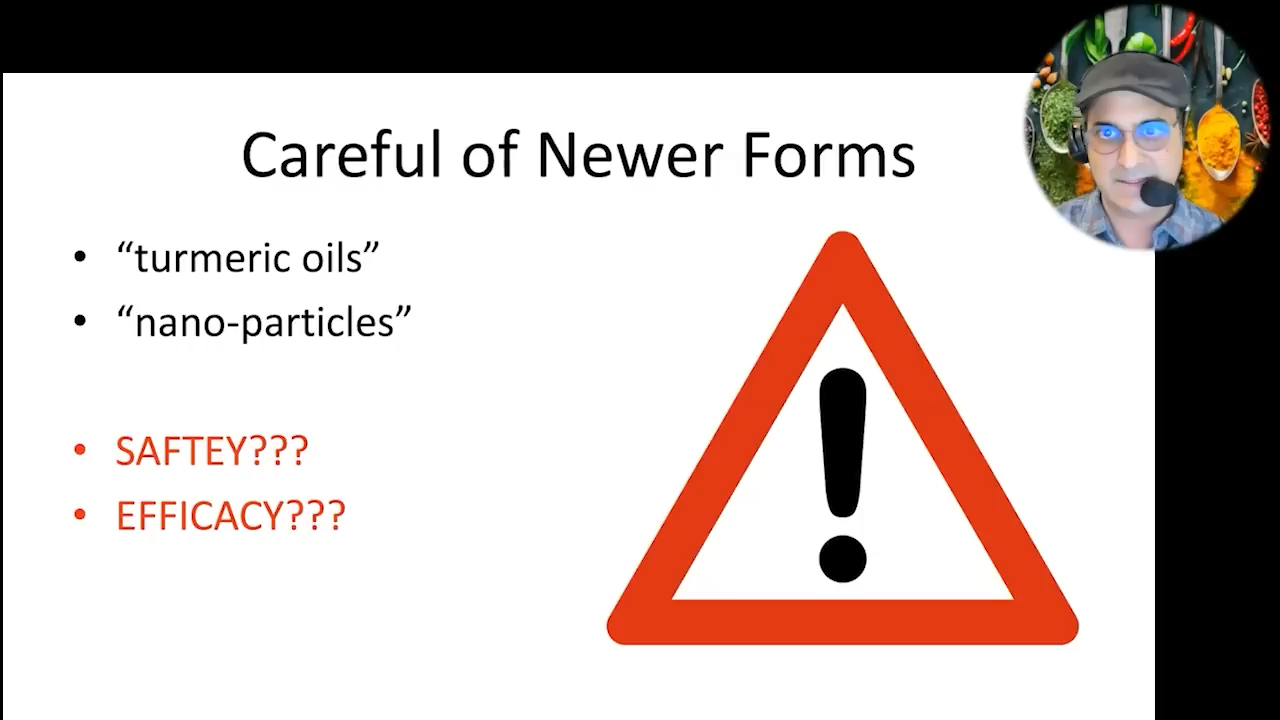 Careful of Newer Forms
• “turmeric oils”
• “nano-particles”
• SAFTEY???
• EFFICACY???